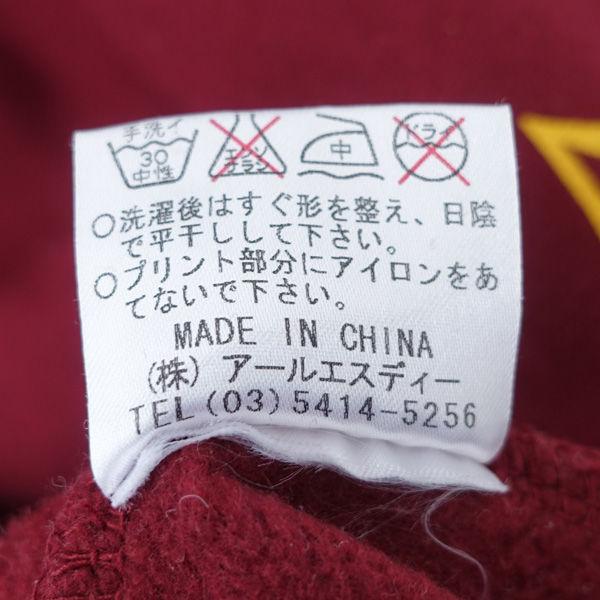 手洗イ
30
中性
エンソ
チラシ
中
ドライ
○洗濯後はすぐ形を整え、日陰
で平干しして下さい。
○プリント部分にアイロンをあ
てないで下さい。
MADE IN CHINA
(株) アールエスディー
TEL (03) 5414-5256